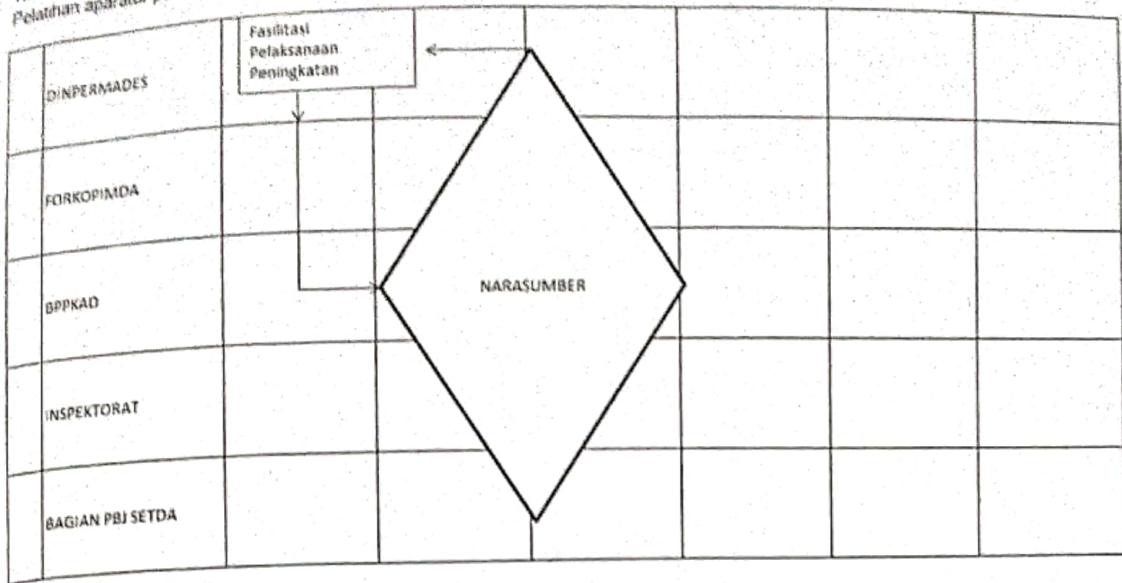 Pelatihan aparatur
Fasilitasi
Pelaksanaan
Peningkatan
DINPERMADES
FORKOPIMDA
BPPKAD
NARASUMBER
INSPEKTORAT
BAGIAN PBJ SETDA